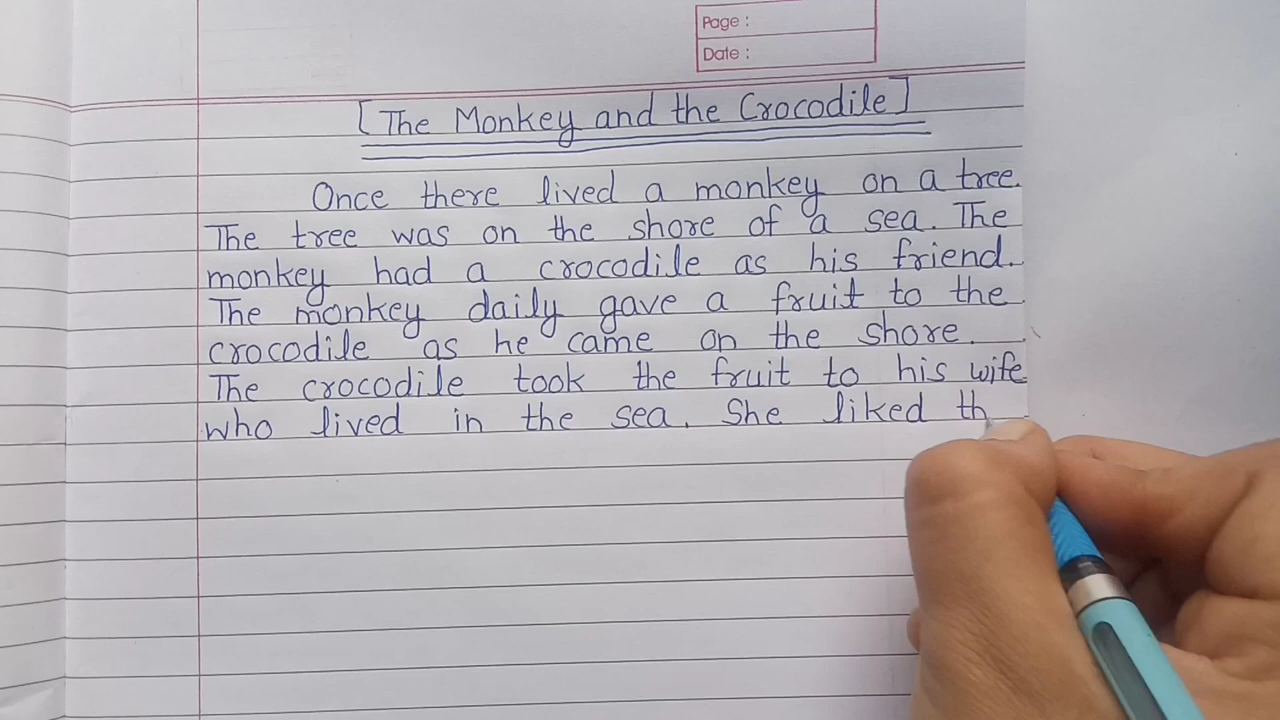 Page :
Date :
[The Monkey and the Crocodile]
Once there lived a monkey on a tree.
The tree was on the shore of a sea. The
monkey had a crocodile as his friend.
The monkey daily gave a fruit to the
crocodile as he came on the shore.
The crocodile took the fruit to his wife
who lived in the sea. She liked th